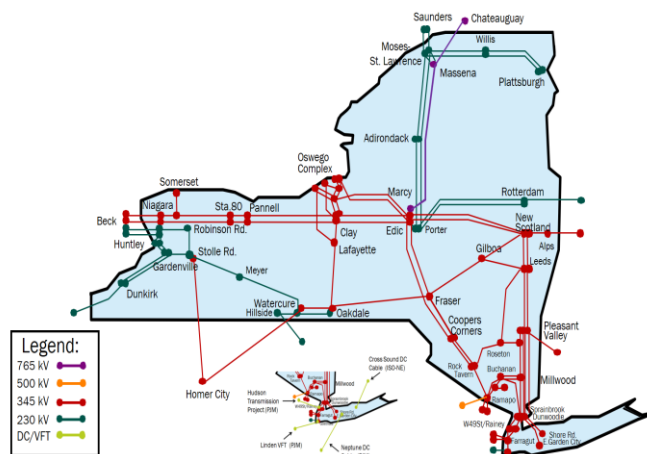 Saunders
Chateauguay
Moses-
St. Lawrence
Willis
Massena
Plattsburgh
Adirondack
Oswego
Complex
Somerset
Marcy
Rotterdam
Niagara
Sta.80
Pannell
Beck
Robinson Rd.
Edic
Porter
New
Scotland
Alps
Huntley
Clay
Stolle Rd.
Lafayette
Gilboa
Leeds
Gardenville
Meyer
Dunkirk
Watercure
Hillside
Oakdale
Fraser
Coopers
Corners
Pleasant
Valley
Legend:
765 kV
500 kV
345 kV
230 kV
DC/VFT
Rock
Tavern
Roseton
Buchanan
Millwood
Ramapo
Homer City
Cross Sound DC
Cable (ISO-NE)
Hudson
Transmission
Project (PJM)
Millwood
Sprainbrook
Dunwoodie
Shore Rd.
E.Garden City
W49St/Rainey
Farragut
Linden VFT (PJM)
Neptune DC